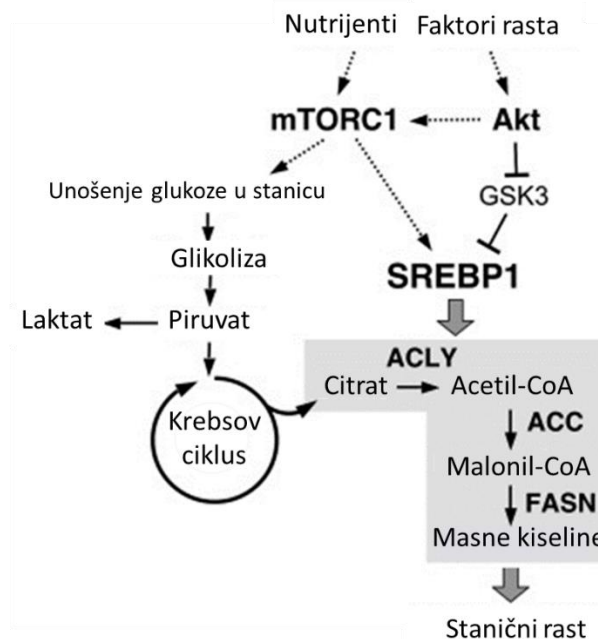 Nutrijenti Faktori rasta
mTORC1 Akt
Unošenje glukoze u stanicu GSK3
Glikoliza
SREBP1
Laktat Piruvat
ACLY
Citrat Acetil-CoA
Krebsov
ciklus
ACC
Malonil-CoA
FASN
Masne kiseline
Stanični rast